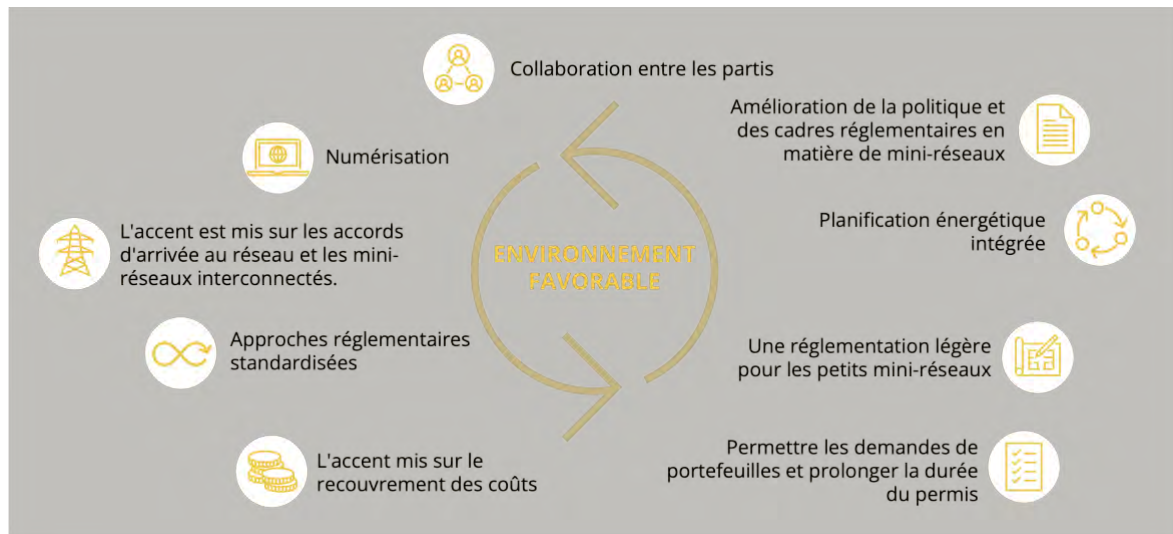 Collaboration entre les partis
Amélioration de la politique et
des cadres réglementaires en
matière de mini-réseaux
Numérisation
Planification énergétique
intégrée
L'accent est mis sur les accords
d'arrivée au réseau et les mini-
réseaux interconnectés.
ENVIRONNEMENT
FAVORABLE
Approches réglementaires
standardisées
Une réglementation légère
pour les petits mini-réseaux
L'accent mis sur le
recouvrement des coûts
Permettre les demandes de
portefeuilles et prolonger la durée
du permis